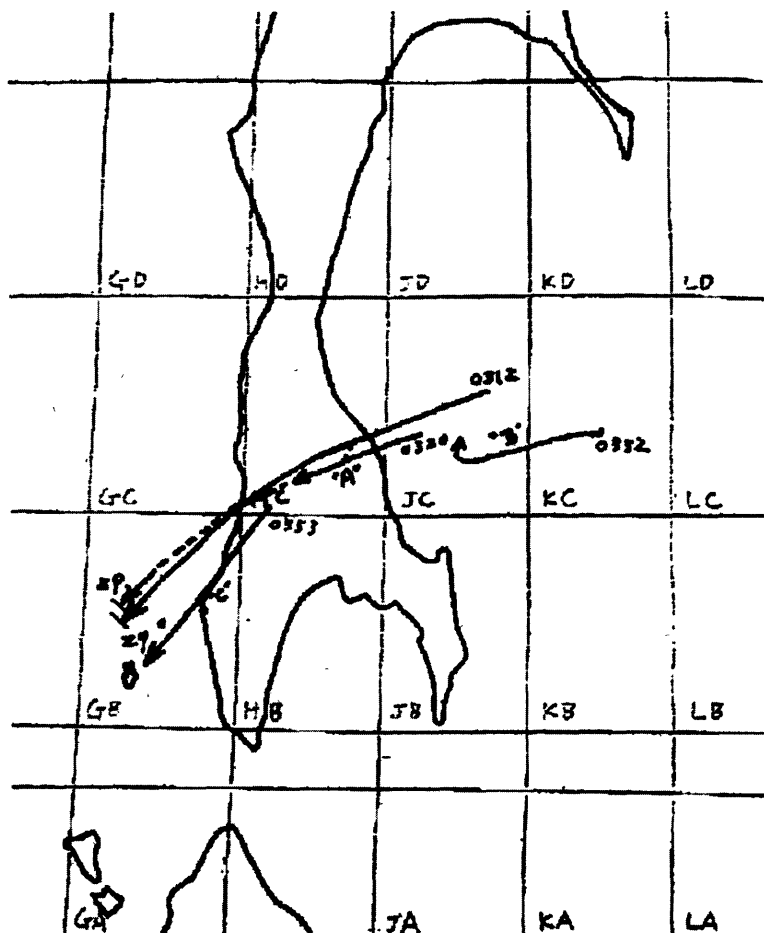 GD HD JD KD LD
0312
0320 A "B" 0332
"A"
GC "C" JC KC LC
0353
"C"
GB HB JB KB LB
GA JA KA LA